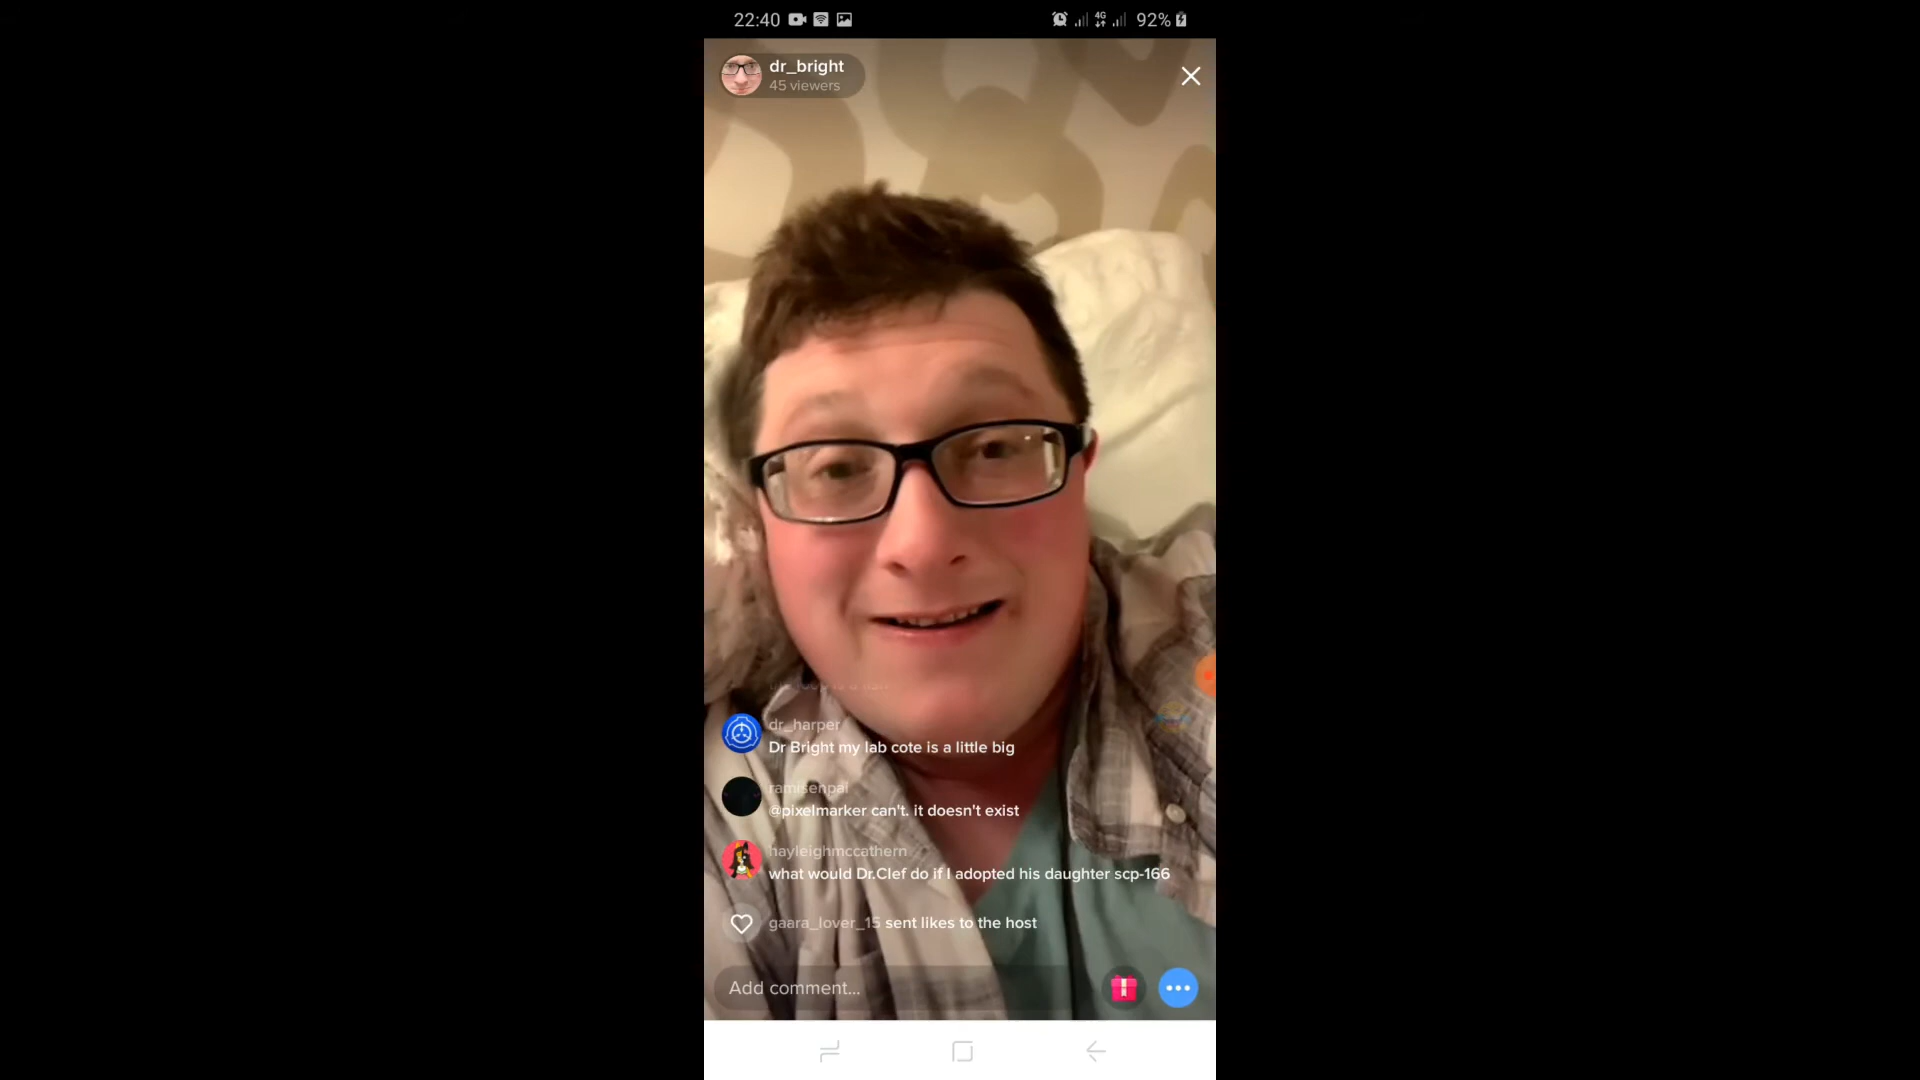 22:40
4G
92%
dr_bright
45 viewers
dr_harper
Dr Bright my lab cote is a little big
ramisenpai
@pixelmarker can't. it doesn't exist
hayleighmccathern
what would Dr.Clef do if I adopted his daughter scp-166
gaara_lover_15 sent likes to the host
Add comment...